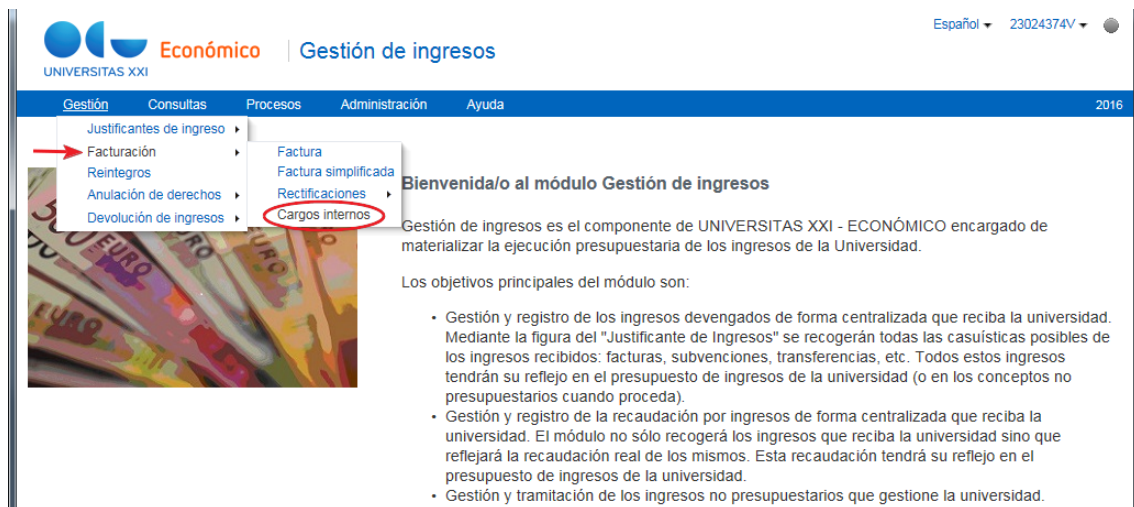 Español 23024374V
UNIVERSITAS XXI Económico Gestión de ingresos
Gestión Consultas Procesos Administración Ayuda 2016
Justificantes de ingreso
Facturación
Reintegros
Anulación de derechos
Devolución de ingresos
Factura
Factura simplificada
Rectificaciones
Cargos internos
Bienvenida/o al módulo Gestión de ingresos
Gestión de ingresos es el componente de UNIVERSITAS XXI - ECONÓMICO encargado de
materializar la ejecución presupuestaria de los ingresos de la Universidad.
Los objetivos principales del módulo son:
• Gestión y registro de los ingresos devengados de forma centralizada que reciba la universidad.
Mediante la figura del "Justificante de Ingresos" se recogerán todas las casuísticas posibles de
los ingresos recibidos: facturas, subvenciones, transferencias, etc. Todos estos ingresos
tendrán su reflejo en el presupuesto de ingresos de la universidad (o en los conceptos no
presupuestarios cuando proceda).
• Gestión y registro de la recaudación por ingresos de forma centralizada que reciba la
universidad. El módulo no sólo recogerá los ingresos que reciba la universidad sino que
reflejará la recaudación real de los mismos. Esta recaudación tendrá su reflejo en el
presupuesto de ingresos de la universidad.
• Gestión y tramitación de los ingresos no presupuestarios que gestione la universidad.
500 EURO
EURO
EURO
EURO